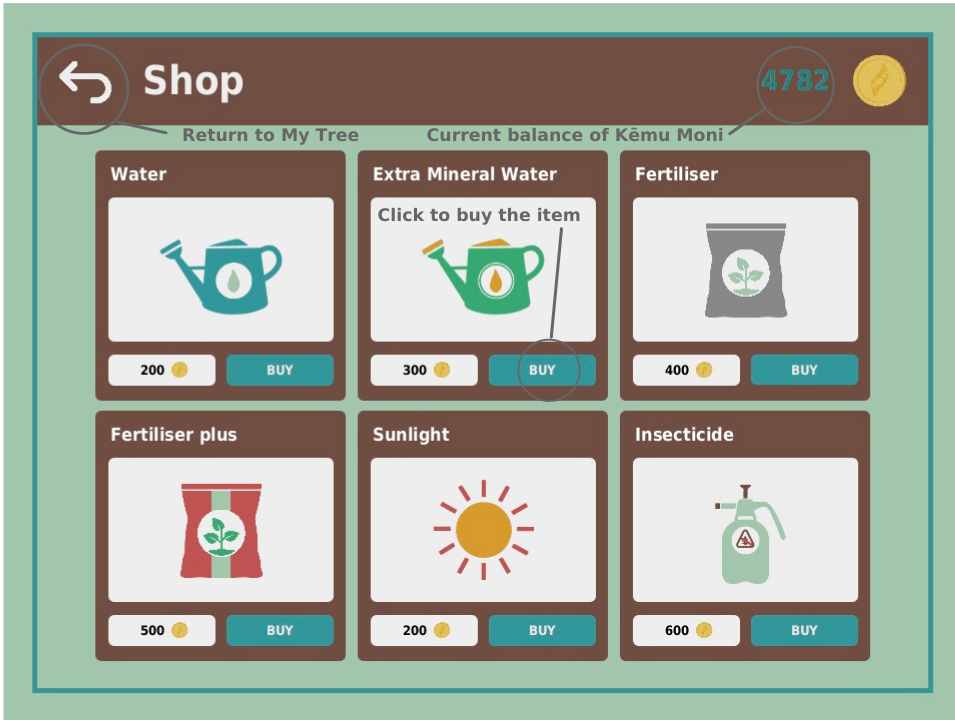 Shop
4782
Return to My Tree
Current balance of Kēmu Moni
Water
Extra Mineral Water
Fertiliser
Click to buy the item
200
BUY
300
BUY
400
BUY
Fertiliser plus
Sunlight
Insecticide
500
BUY
200
BUY
600
BUY